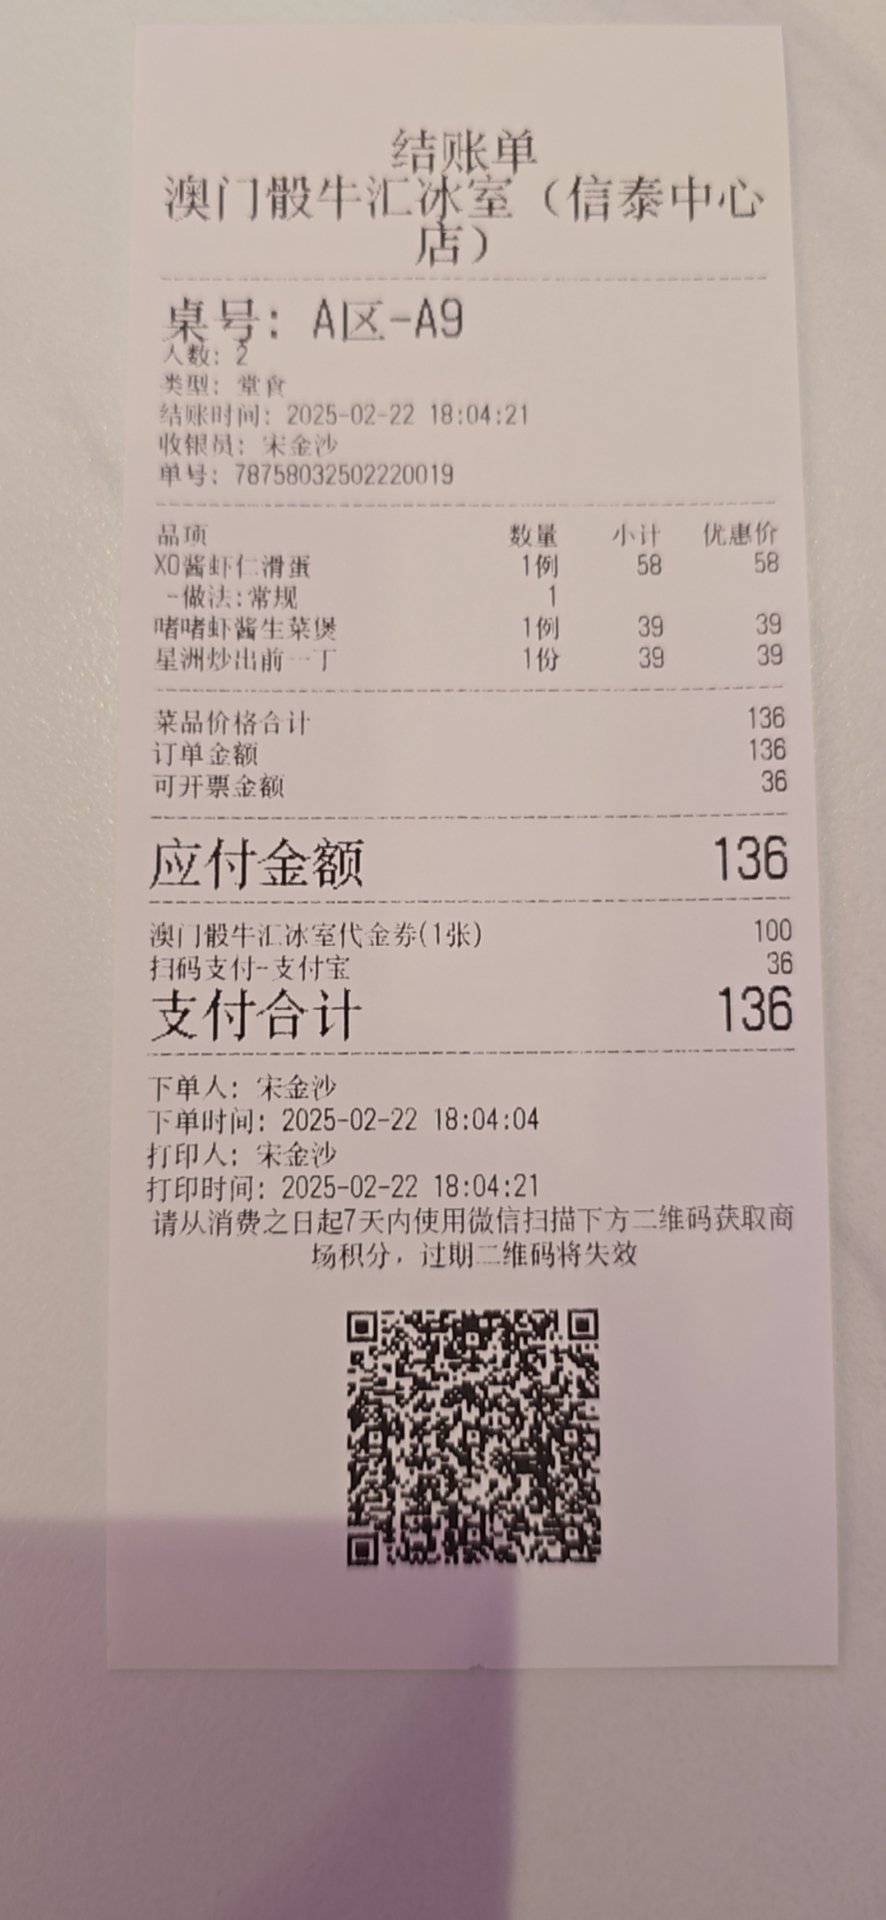 结账单
澳门骰牛汇冰室（信泰中心
店）
桌号: A区-A9
人数: 2
类型: 堂食
结账时间: 2025-02-22 18:04:21
收银员: 宋金沙
单号: 78758032502220019
品项 数量 小计 优惠价
XO酱虾仁滑蛋 1例 58 58
-做法:常规 1
啫啫虾酱生菜煲 1例 39 39
星洲炒出前一丁 1份 39 39
菜品价格合计 136
订单金额 136
可开票金额 36
应付金额 136
澳门骰牛汇冰室代金券(1张) 100
扫码支付-支付宝 36
支付合计 136
下单人: 宋金沙
下单时间: 2025-02-22 18:04:04
打印人: 宋金沙
打印时间: 2025-02-22 18:04:21
请从消费之日起7天内使用微信扫描下方二维码获取商
场积分，过期二维码将失效